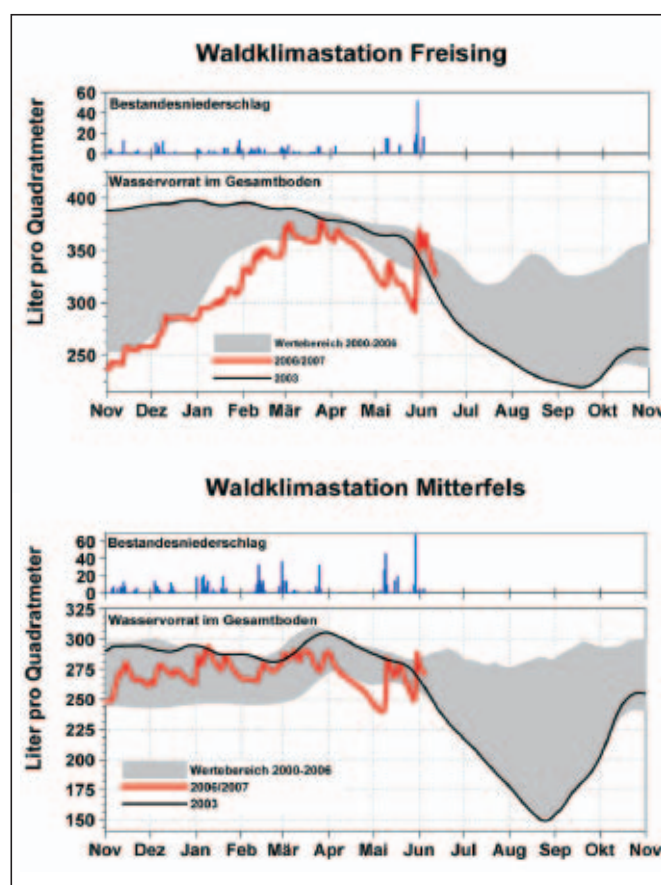 Waldklimastation Freising
60
40
20
0
Bestandesniederschlag
Liter pro Quadratmeter
400
350
300
250
Wasservorrat im Gesamtboden
Wertebereich 2000-2006
2006/2007
2003
Nov Dez Jan Feb Mär Apr Mai Jun Jul Aug Sep Okt Nov
Waldklimastation Mitterfels
60
40
20
0
Bestandesniederschlag
Liter pro Quadratmeter
325
300
275
250
225
200
175
150
Wasservorrat im Gesamtboden
Wertebereich 2000-2006
2006/2007
2003
Nov Dez Jan Feb Mär Apr Mai Jun Jul Aug Sep Okt Nov